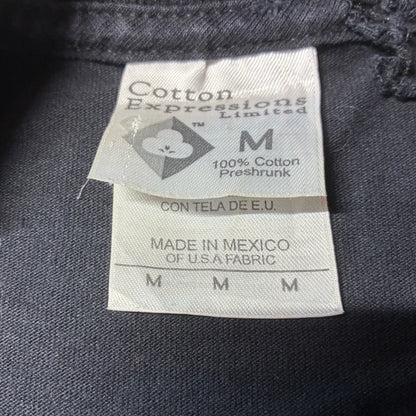 Cotton
Expressions
Limited
™
M
100% Cotton
Preshrunk
CON TELA DE E.U.
MADE IN MEXICO
OF U.S.A FABRIC
M M M